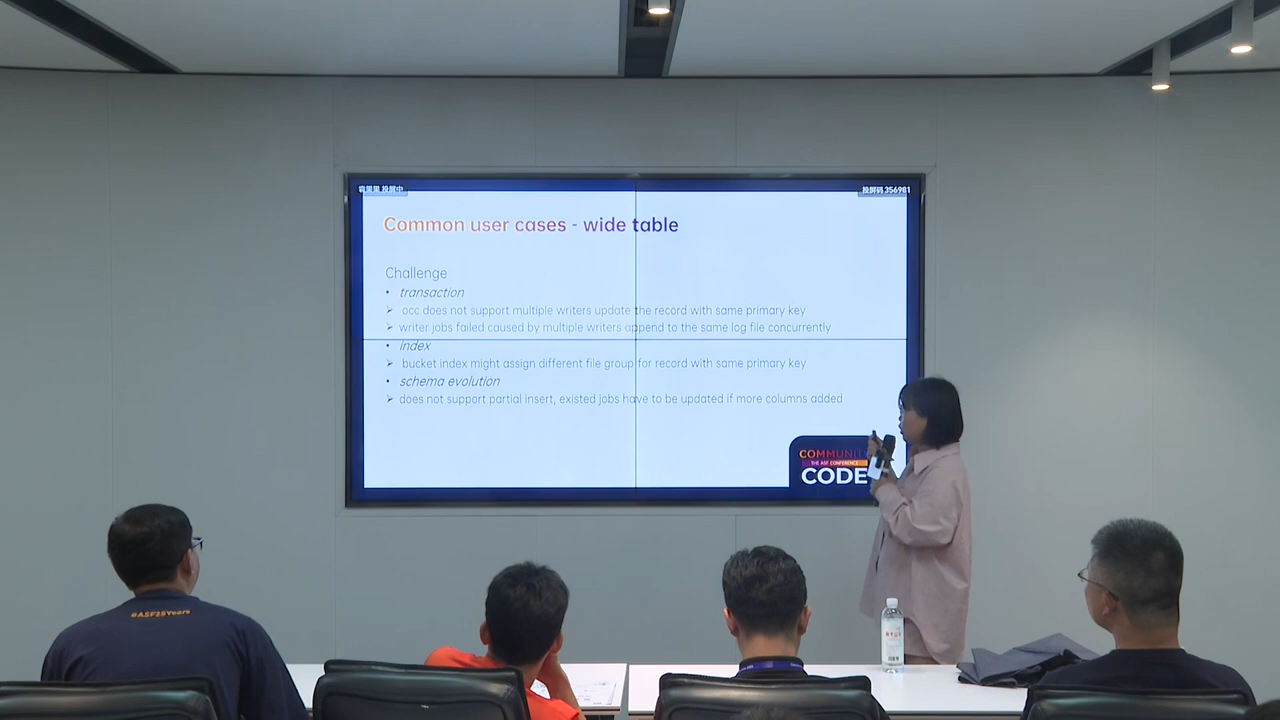 投屏中
投屏码 356981
Common user cases - wide table
Challenge
• transaction
➢ occ does not support multiple writers update the record with same primary key
➢ writer jobs failed caused by multiple writers append to the same log file concurrently
• index
➢ bucket index might assign different file group for record with same primary key
• schema evolution
➢ does not support partial insert, existed jobs have to be updated if more columns added
COMMUNITY
THE ASF CONFERENCE
CODE
#ASF25Years